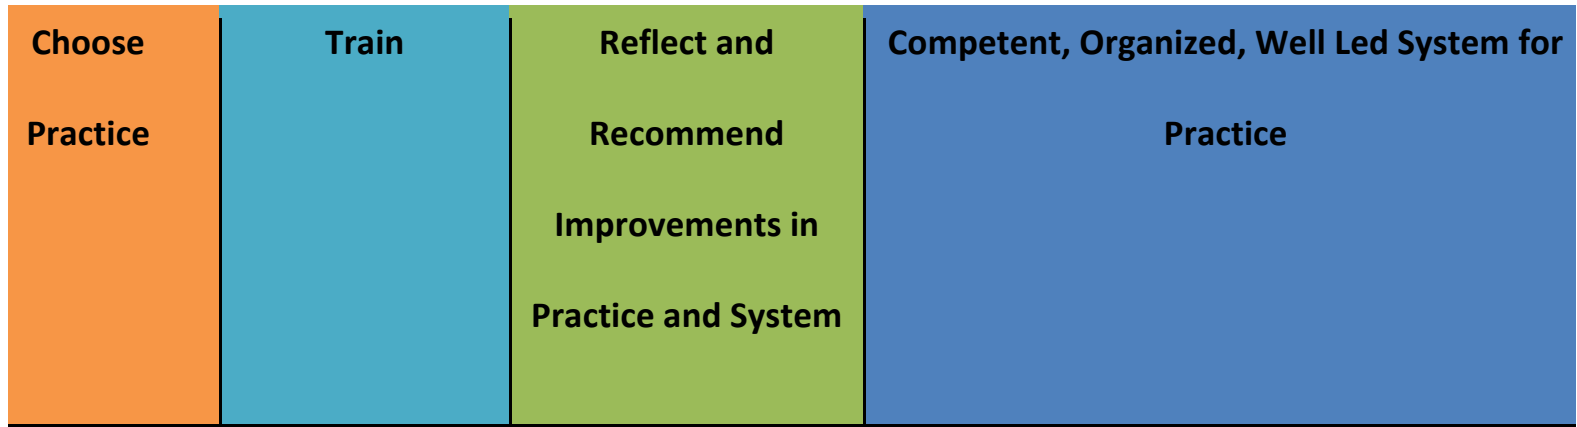 Choose
Practice
Train
Reflect and
Recommend
Improvements in
Practice and System
Competent, Organized, Well Led System for
Practice